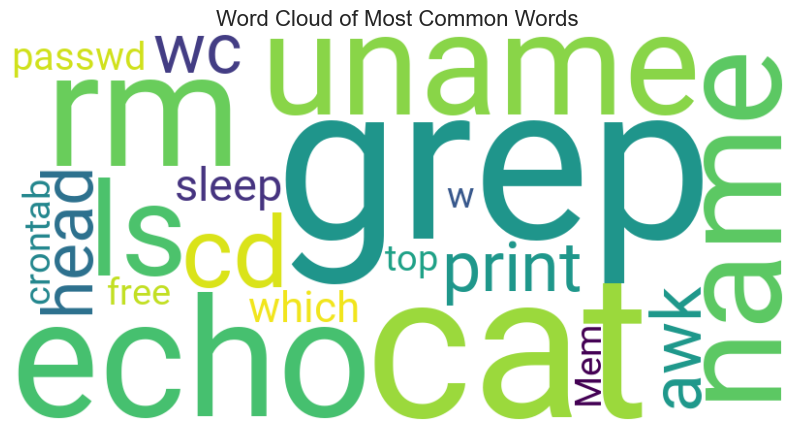 Word Cloud of Most Common Words
passwd
wc
uname
rm
grep
name
crontab
head
ls
sleep
w
cd
top
print
free
which
echo
cat
Mem
awk